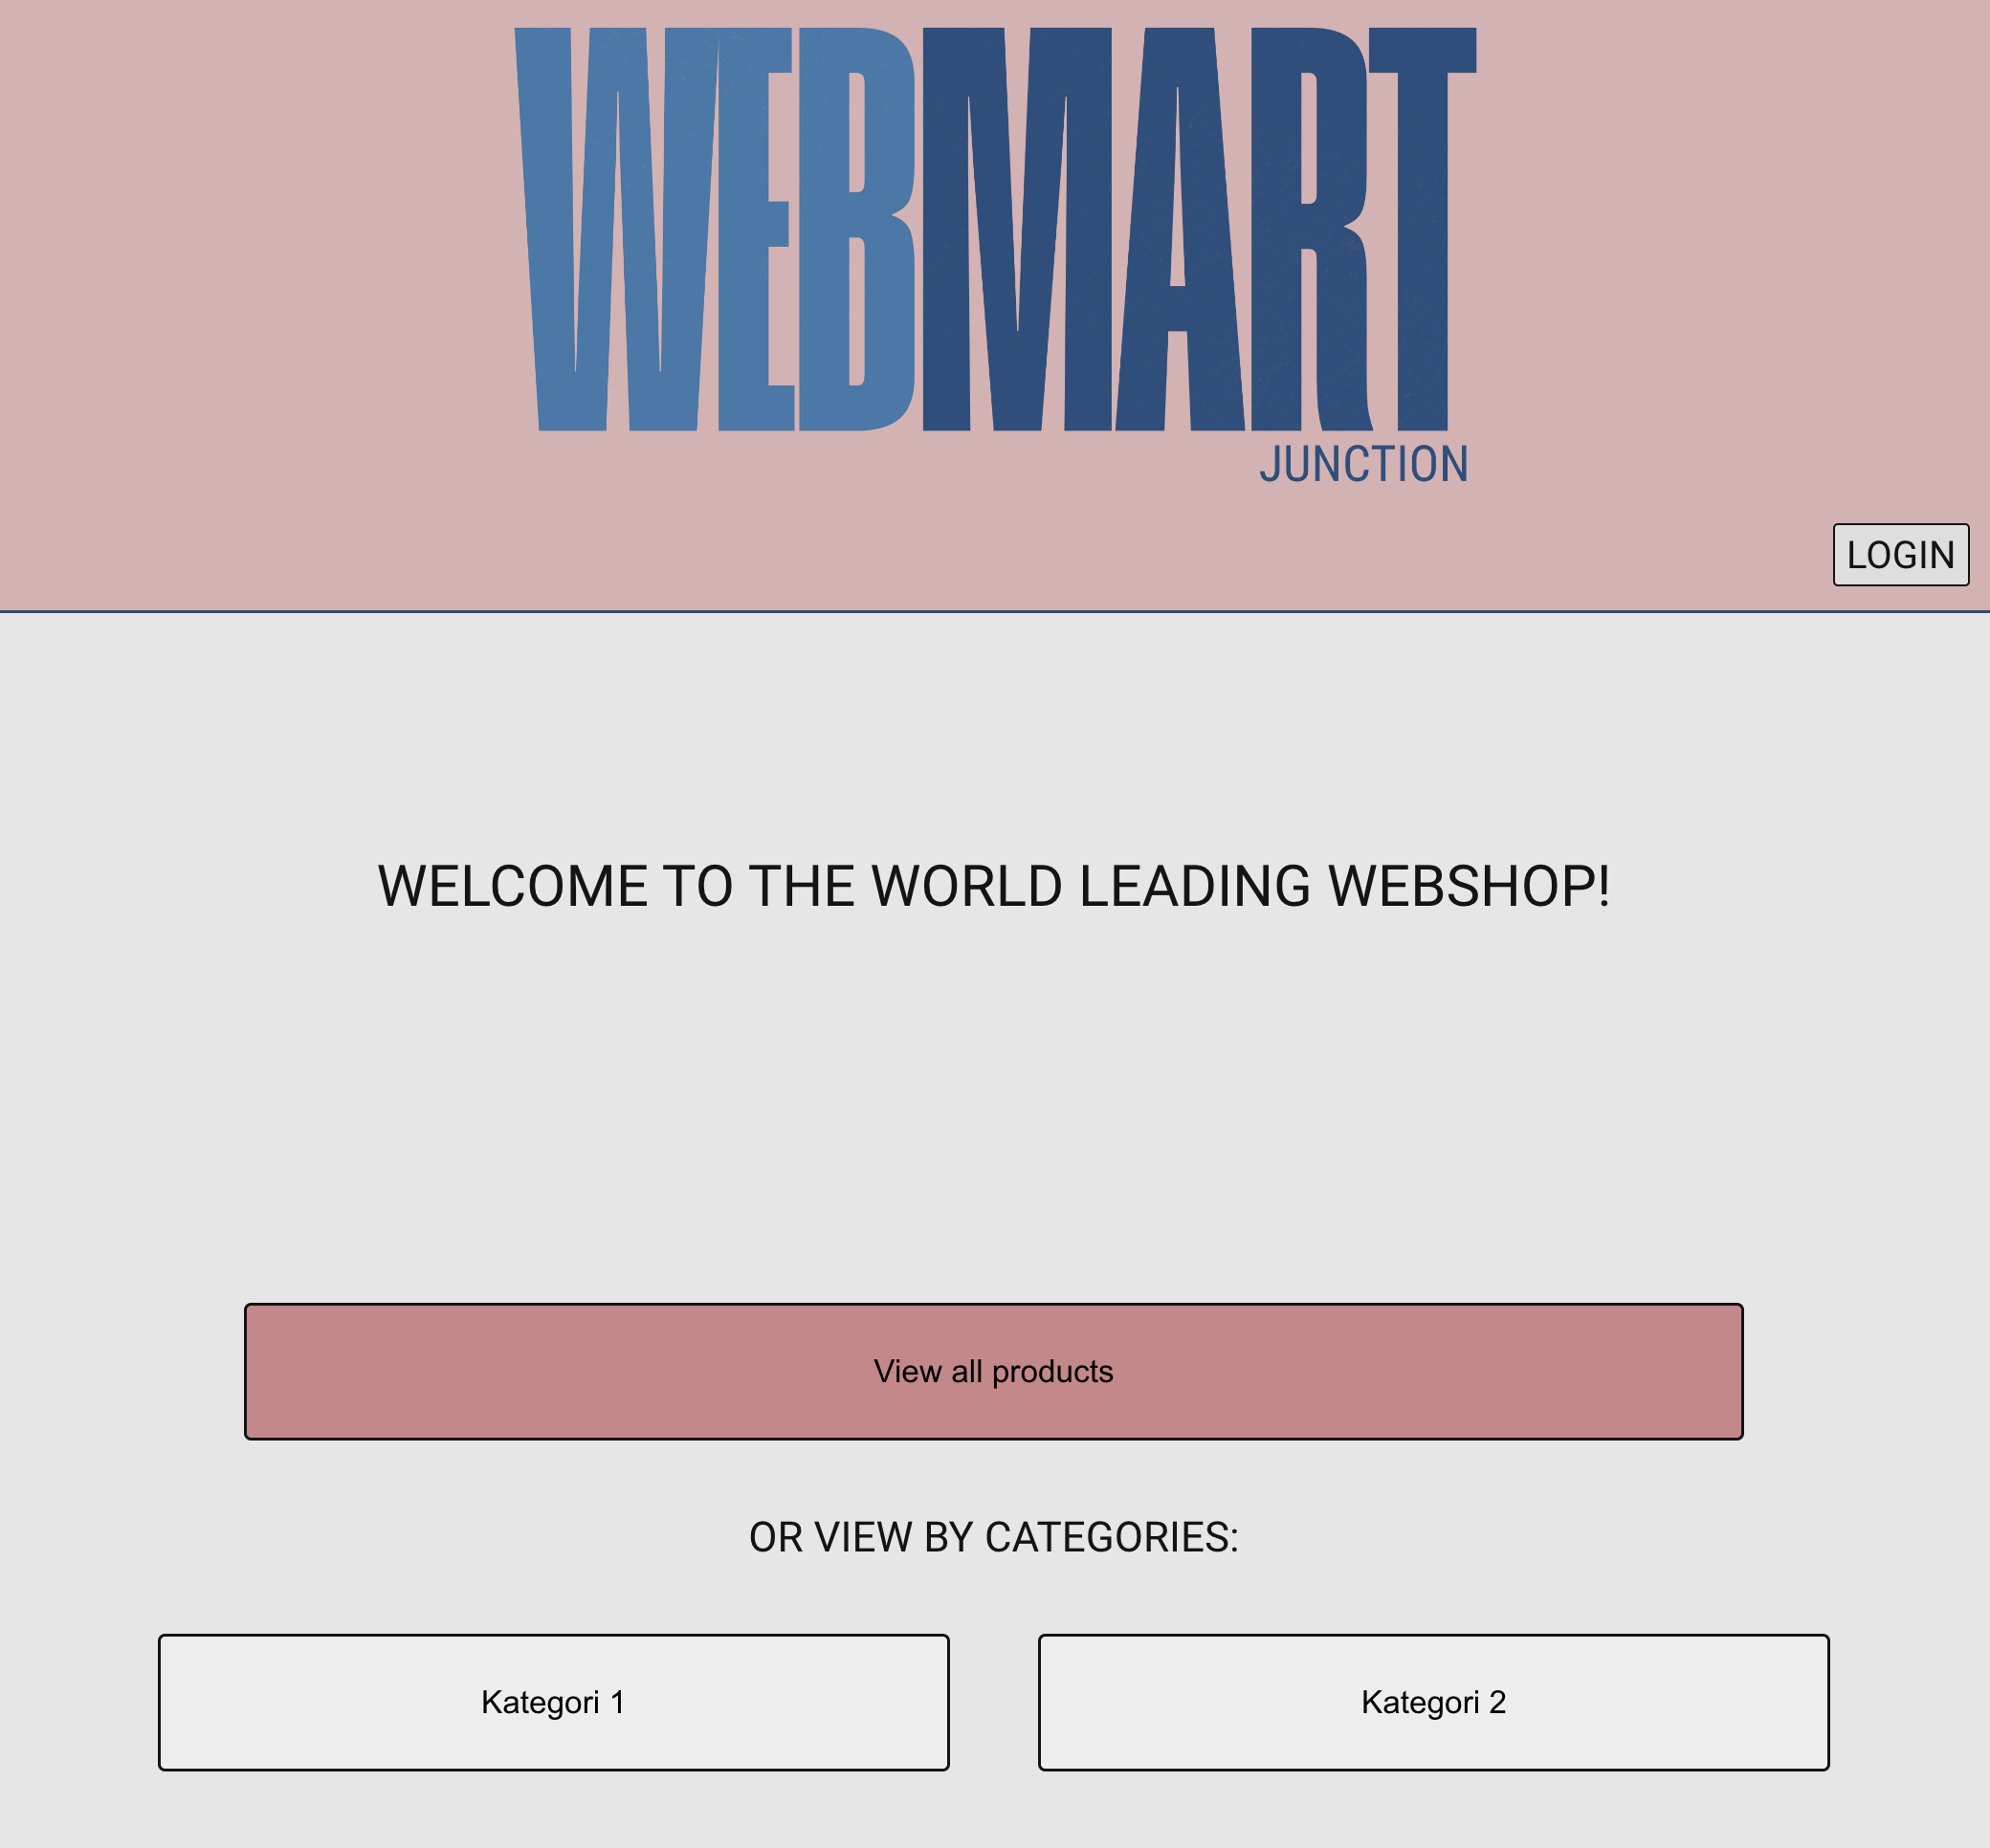 WEBMART
JUNCTION
LOGIN
WELCOME TO THE WORLD LEADING WEBSHOP!
View all products
OR VIEW BY CATEGORIES:
Kategori 1
Kategori 2